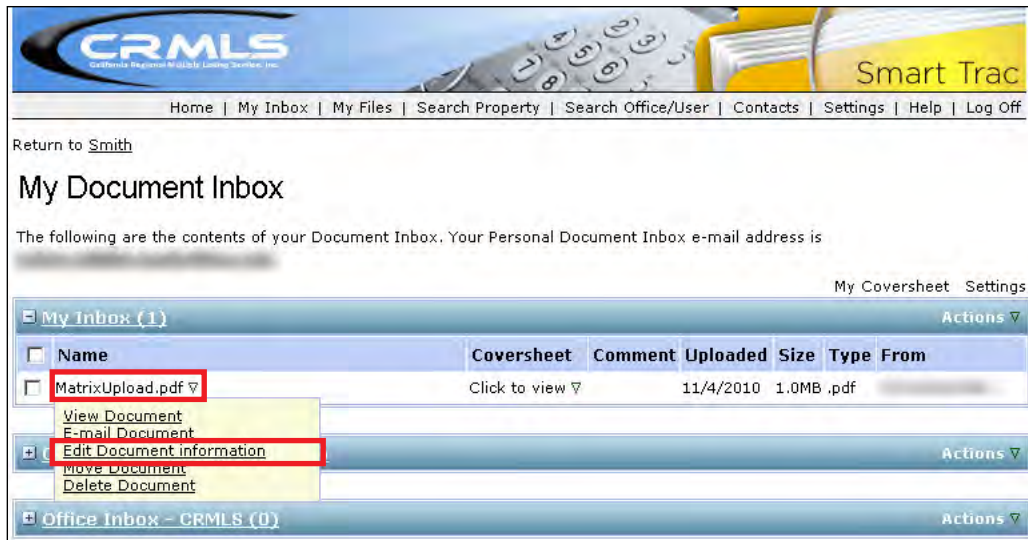 CRMLS
California Regional Multiple Listing Service, Inc.
Smart Trac
Home | My Inbox | My Files | Search Property | Search Office/User | Contacts | Settings | Help | Log Off
Return to Smith
My Document Inbox
The following are the contents of your Document Inbox. Your Personal Document Inbox e-mail address is
My Coversheet Settings
My Inbox (1) Actions
Name Coversheet Comment Uploaded Size Type From
MatrixUpload.pdf Click to view 11/4/2010 1.0MB .pdf
View Document
E-mail Document
Edit Document information Actions
Move Document
Delete Document
Office Inbox - CRMLS (0) Actions